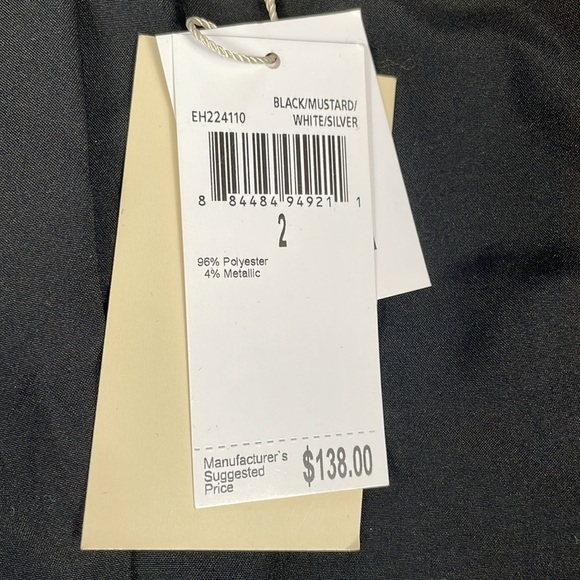 BLACK/MUSTARD/
EH224110 WHITE/SILVER
8 84484 94921 1
2
96% Polyester
4% Metallic
Manufacturer`s
Suggested
Price
$138.00